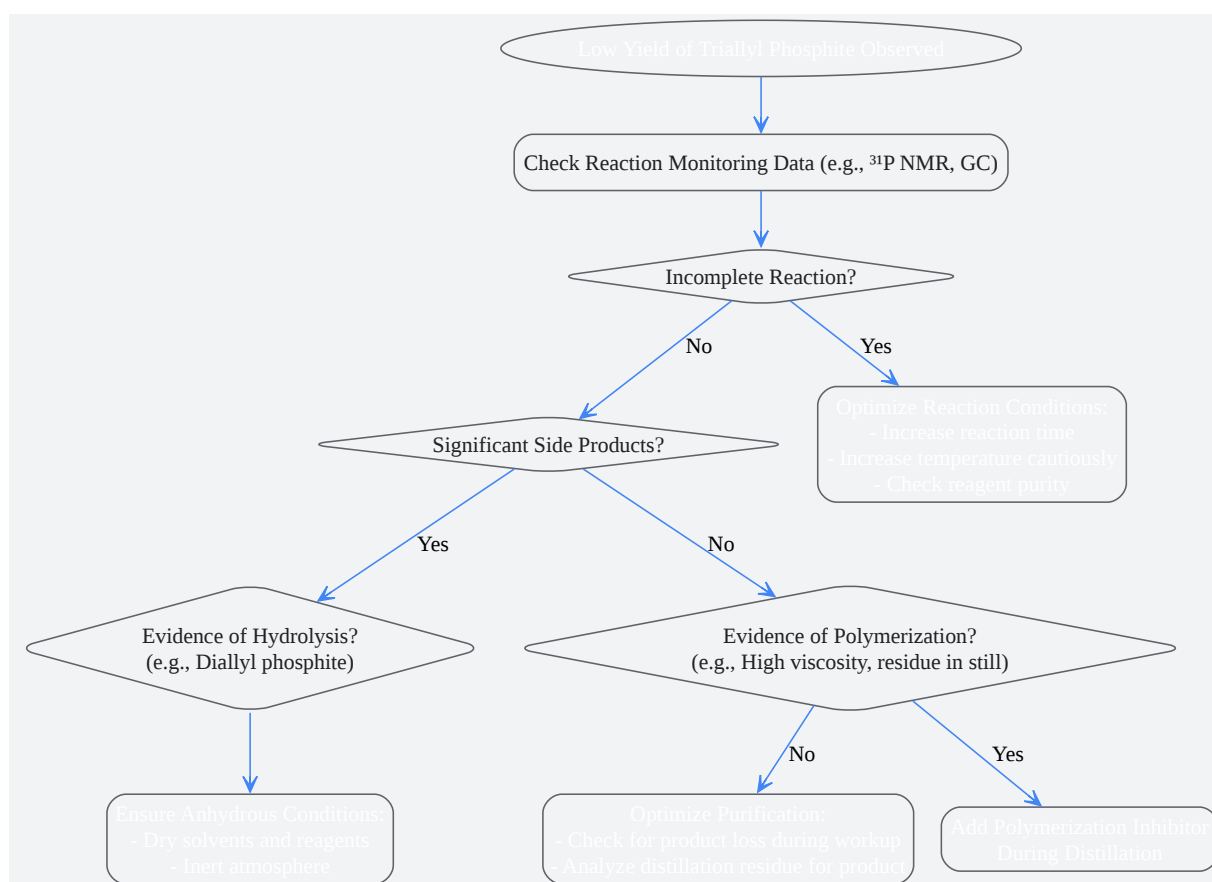 Low Yield of Triallyl Phosphite Observed
Check Reaction Monitoring Data (e.g., ³¹P NMR, GC)
Incomplete Reaction?
No
Yes
Optimize Reaction Conditions:
- Increase reaction time
- Increase temperature cautiously
- Check reagent purity
Significant Side Products?
Yes
No
Evidence of Hydrolysis?
(e.g., Diallyl phosphite)
Evidence of Polymerization?
(e.g., High viscosity, residue in still)
No
Yes
Ensure Anhydrous Conditions:
- Dry solvents and reagents
- Inert atmosphere
Optimize Purification:
- Check for product loss during workup
- Analyze distillation residue for product
Add Polymerization Inhibitor
During Distillation